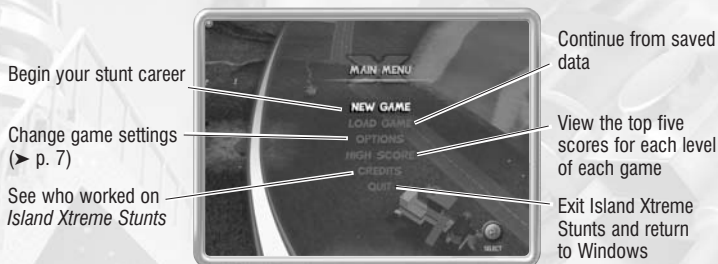 Begin your stunt career
Change game settings
(➤ p. 7)
See who worked on
Island Xtreme Stunts
MAIN MENU
NEW GAME
LOAD GAME
OPTIONS
HIGH SCORE
CREDITS
QUIT
SELECT
Continue from saved
data
View the top five
scores for each level
of each game
Exit Island Xtreme
Stunts and return
to Windows